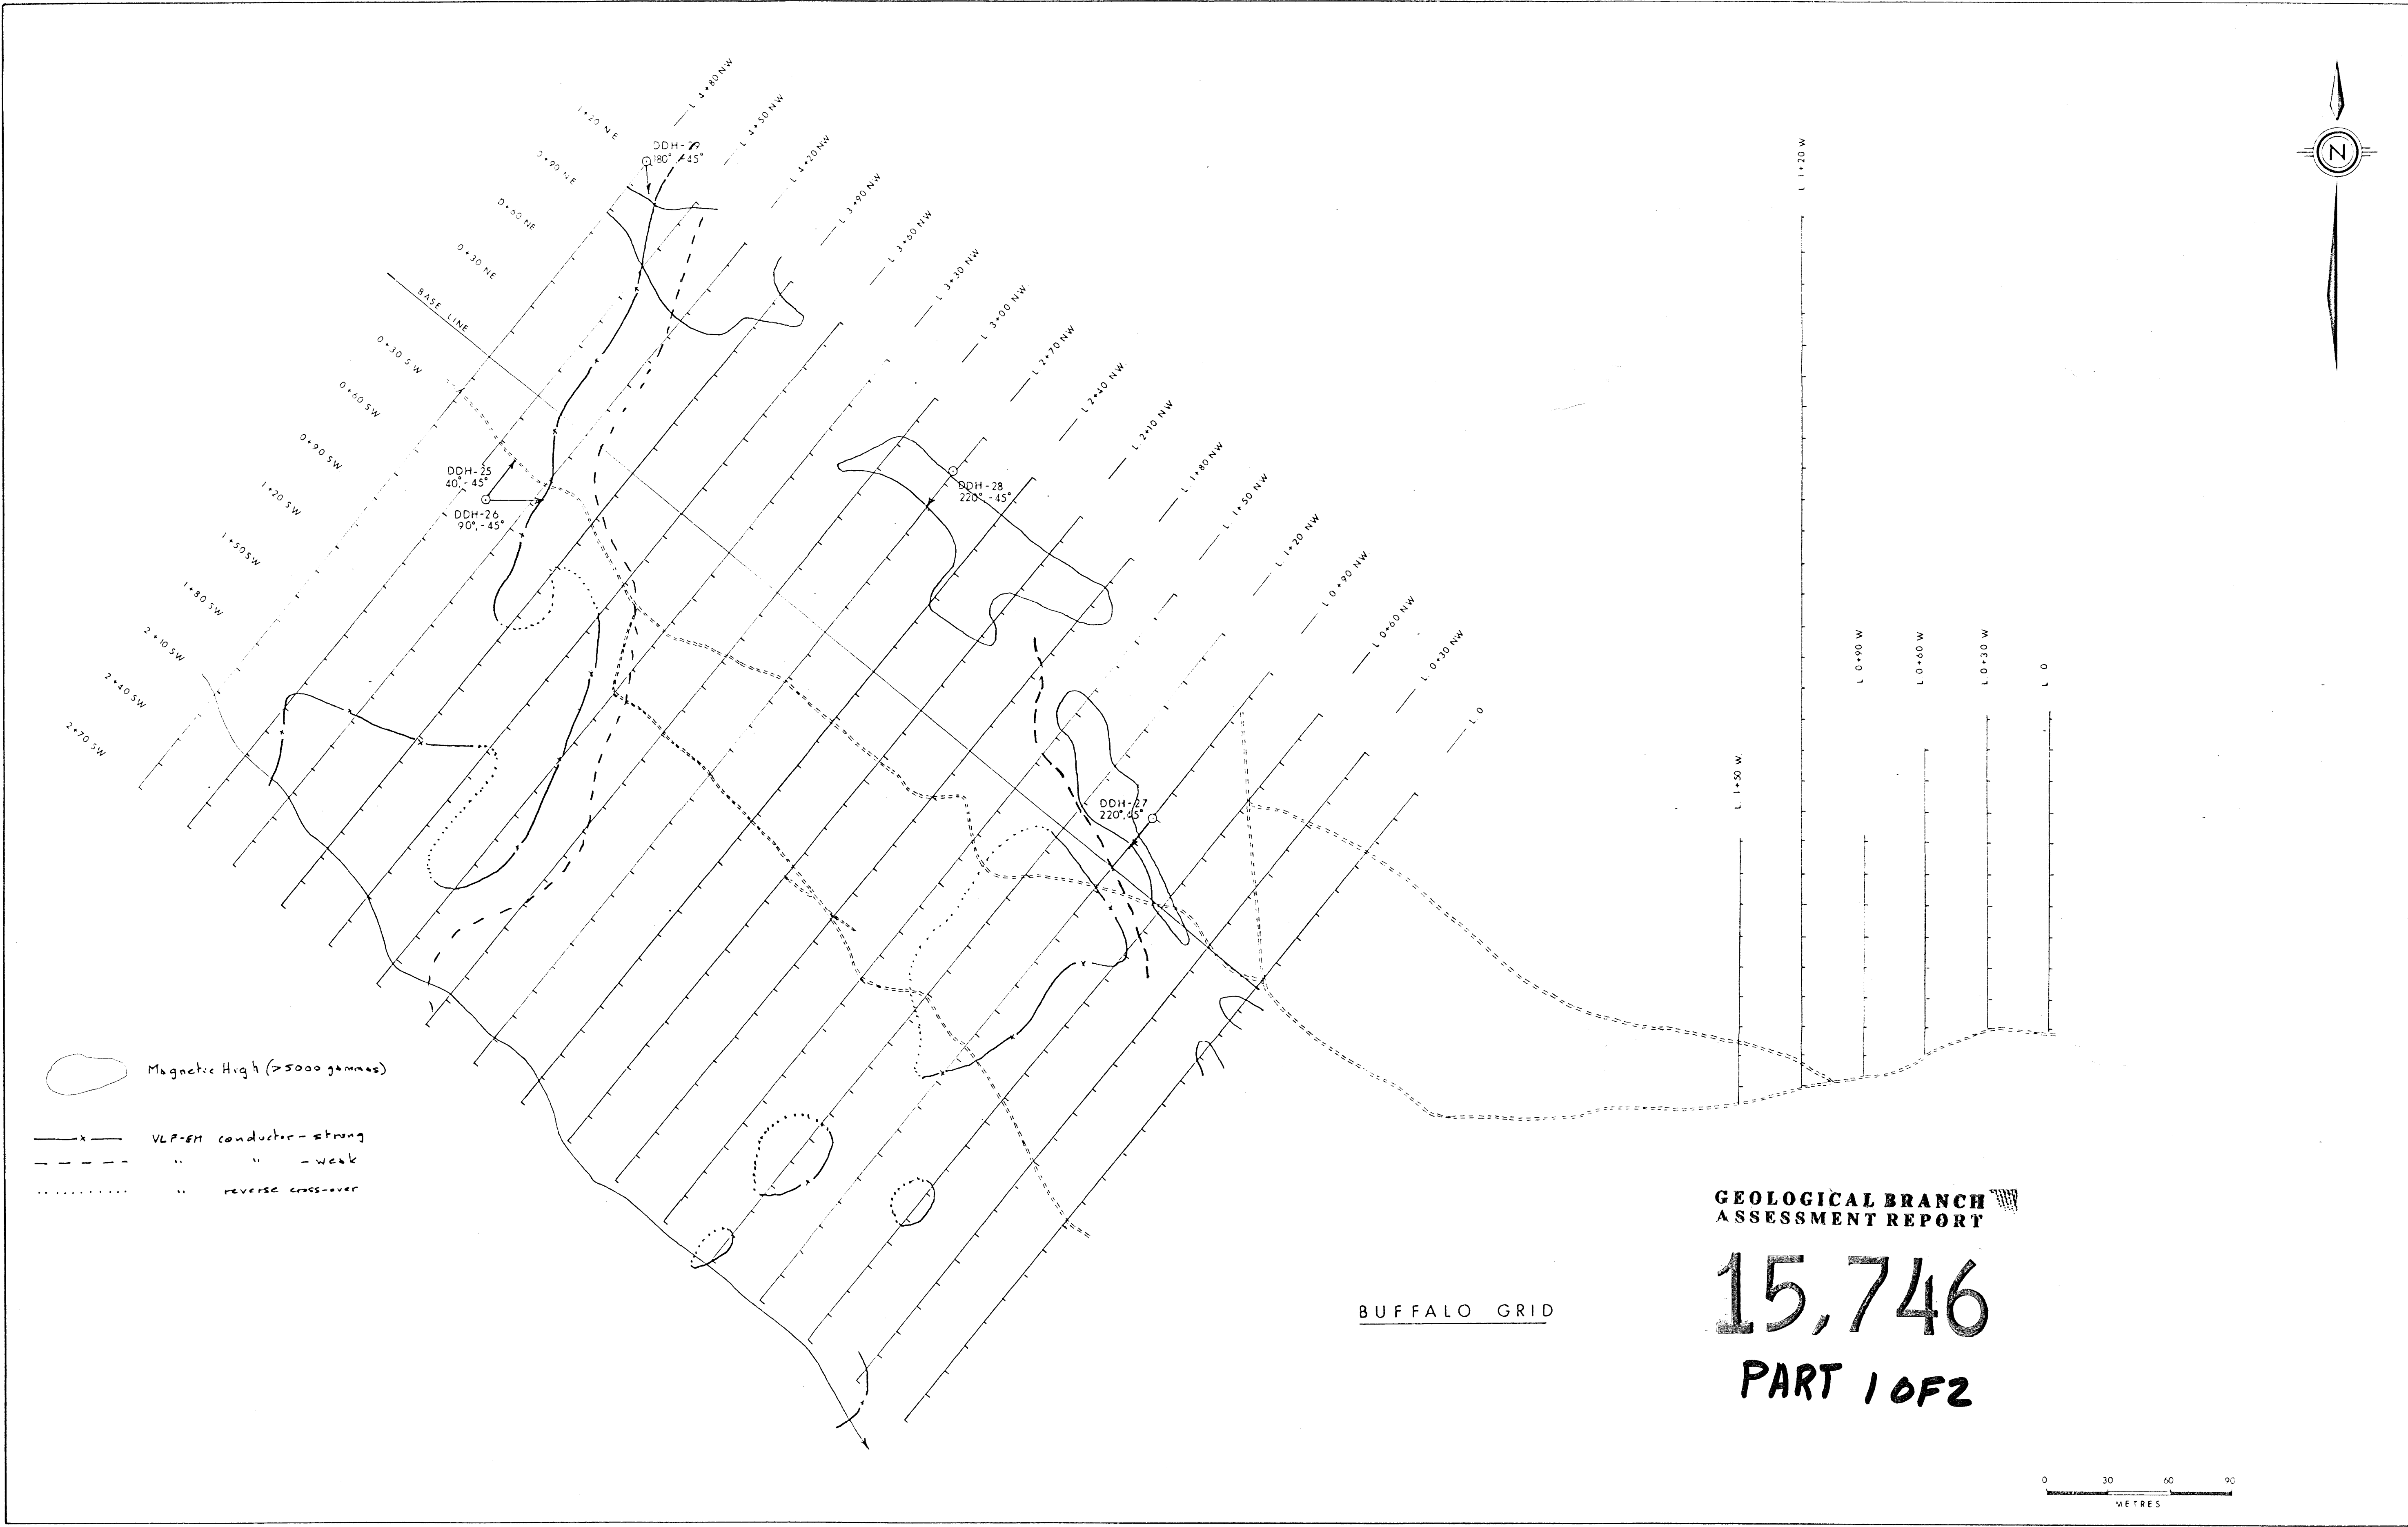 L 4+80 NW
L 4+50 NW
L 4+20 NW
L 3+90 NW
L 3+60 NW
L 3+30 NW
L 3+00 NW
L 2+70 NW
L 2+40 NW
L 2+10 NW
L 1+80 NW
L 1+50 NW
L 1+20 NW
L 0+90 NW
L 0+60 NW
L 0+30 NW
L 0
1+20 NE
0+90 NE
0+60 NE
0+30 NE
BASE LINE
0+30 SW
0+60 SW
0+90 SW
1+20 SW
1+50 SW
1+80 SW
2+10 SW
2+40 SW
2+70 SW
DDH-29
180°,-45°
DDH-25
40°,-45°
DDH-26
90°,-45°
DDH-28
220°,-45°
DDH-27
220°,45°
L 1+50 W
L 1+20 W
L 0+90 W
L 0+60 W
L 0+30 W
L 0
N
Magnetic High (>5000 gammas)
VLF-EM conductor - strong
" " - weak
" reverse cross-over
BUFFALO GRID
GEOLOGICAL BRANCH
ASSESSMENT REPORT
15,746
PART 1 OF 2
0 30 60 90
METRES